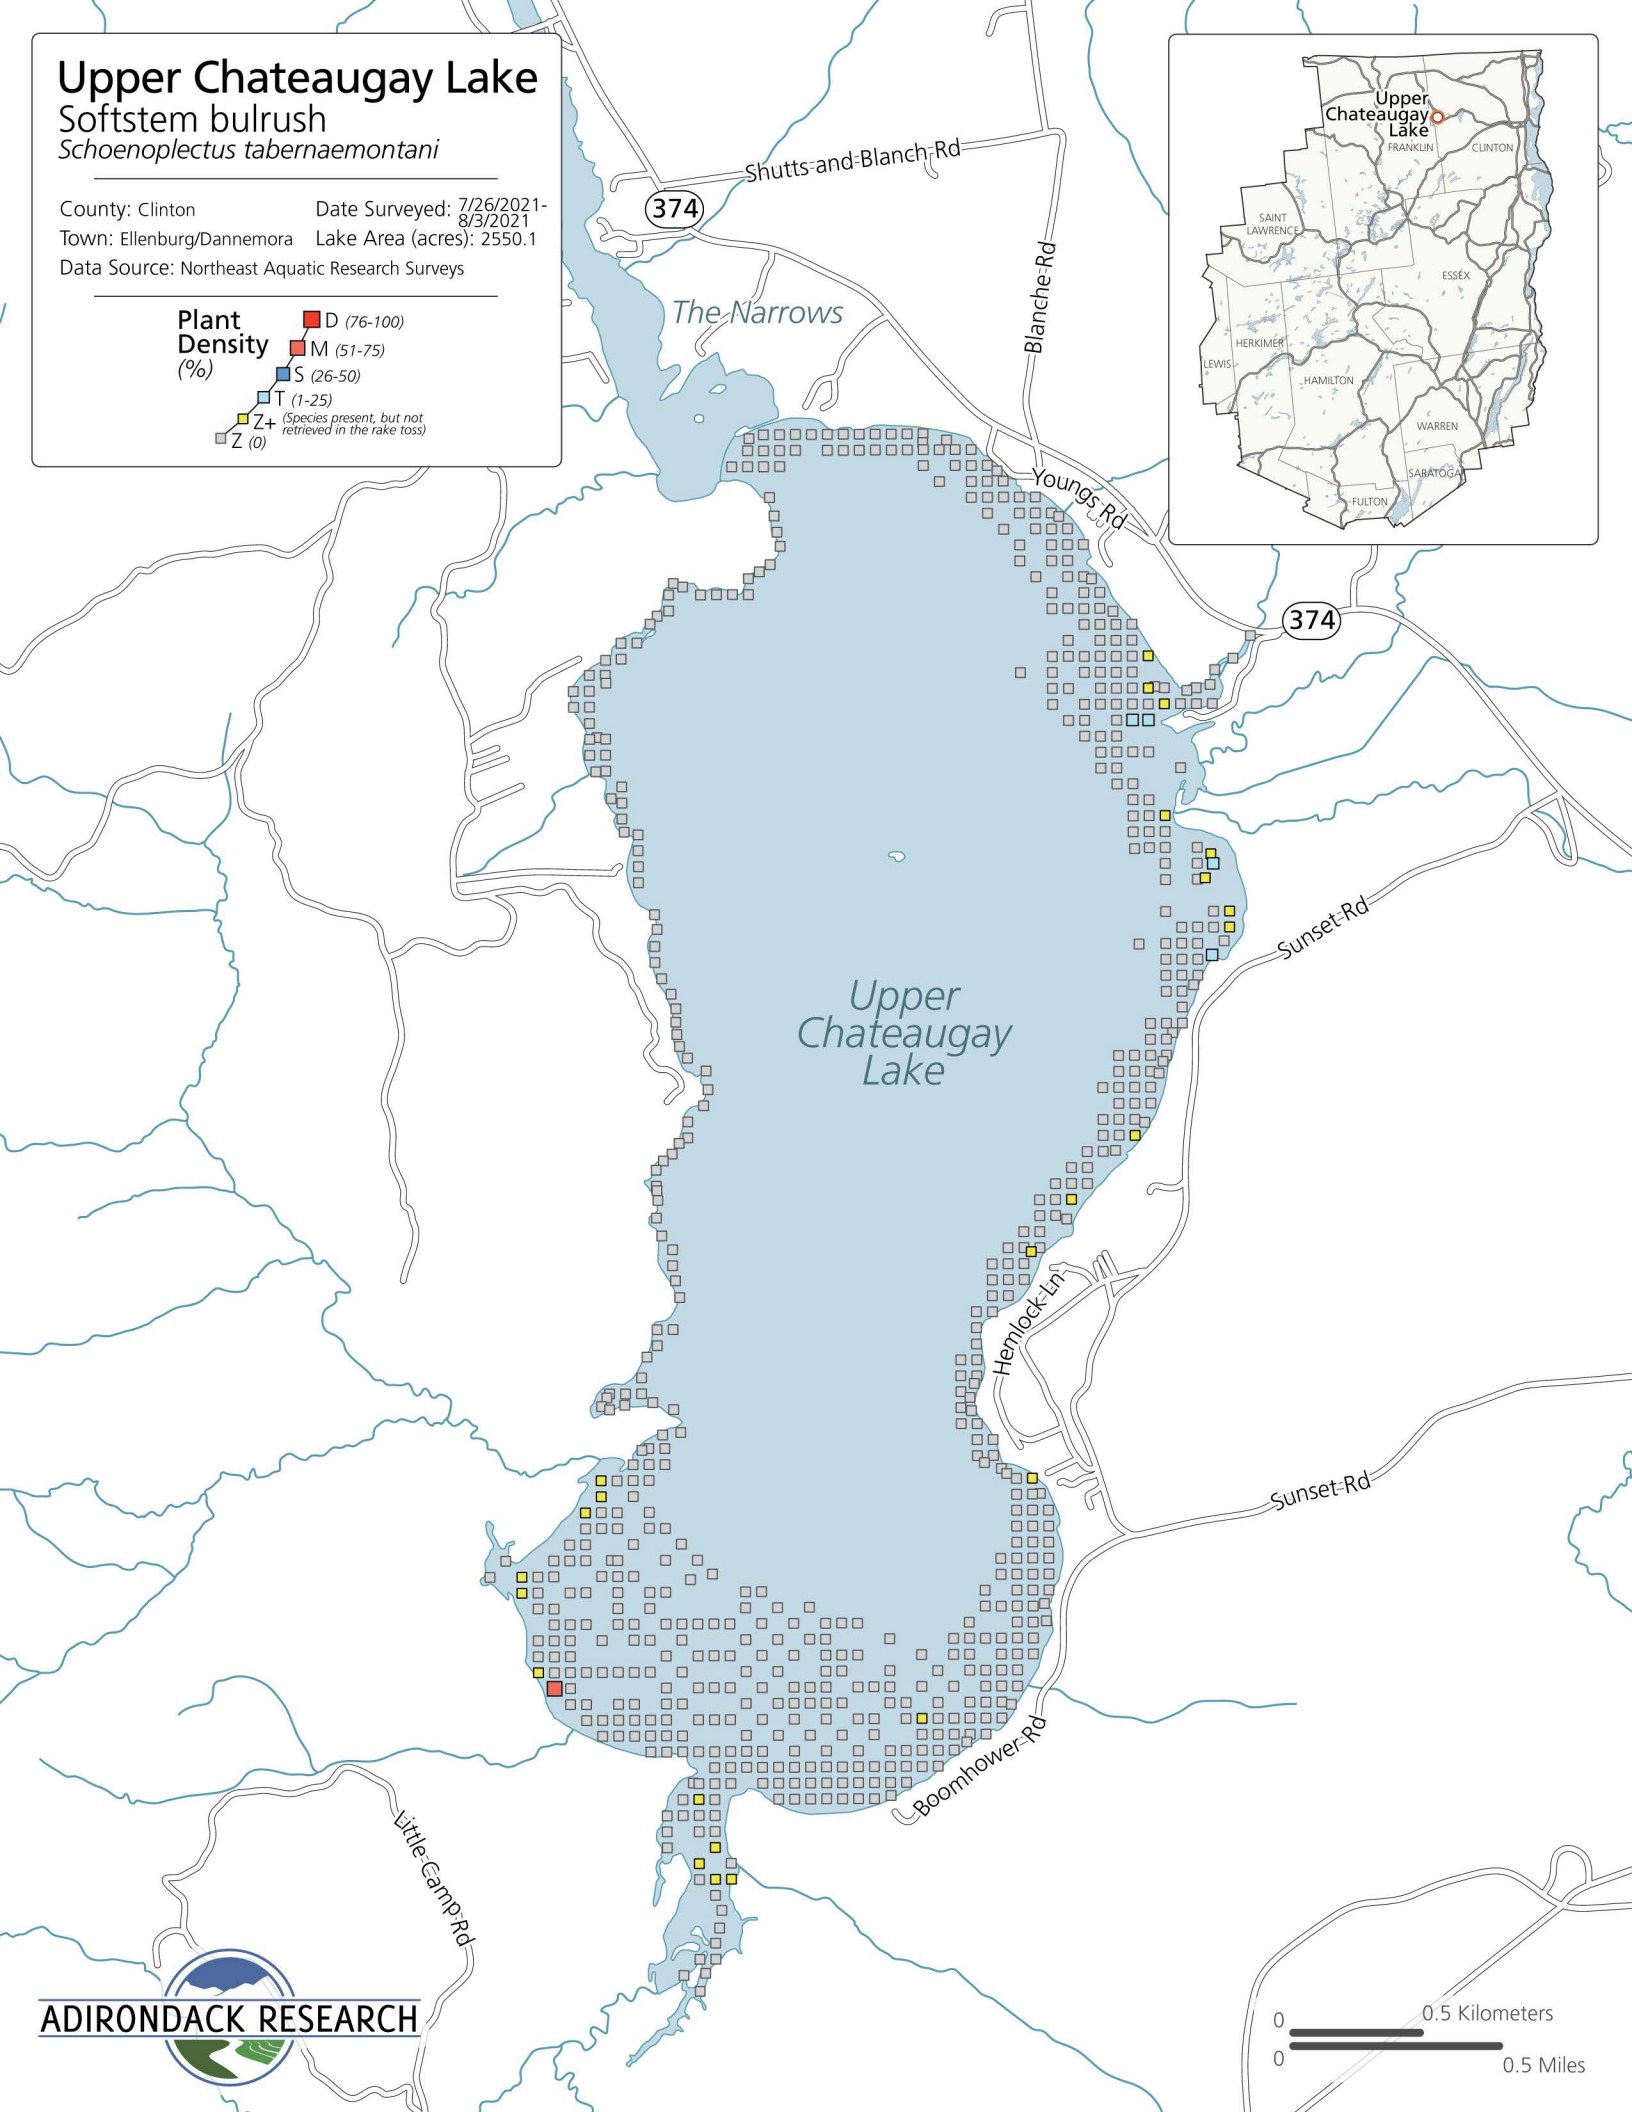 Upper Chateaugay Lake
Softstem bulrush
Schoenoplectus tabernaemontani
County: Clinton
Date Surveyed: 7/26/2021-
8/3/2021
Town: Ellenburg/Dannemora
Lake Area (acres): 2550.1
Data Source: Northeast Aquatic Research Surveys
Plant
Density
(%)
D (76-100)
M (51-75)
S (26-50)
T (1-25)
Z+ (Species present, but not
retrieved in the rake toss)
Z (0)
Upper
Chateaugay
Lake
FRANKLIN
CLINTON
SAINT
LAWRENCE
ESSEX
HERKIMER
LEWIS
HAMILTON
WARREN
SARATOGA
FULTON
Shutts and Blanch Rd
374
Blanche Rd
The Narrows
Youngs Rd
374
Sunset Rd
Upper
Chateaugay
Lake
Hemlock Ln
Sunset Rd
Boomhower Rd
Little Camp Rd
ADIRONDACK RESEARCH
0
0.5 Kilometers
0
0.5 Miles